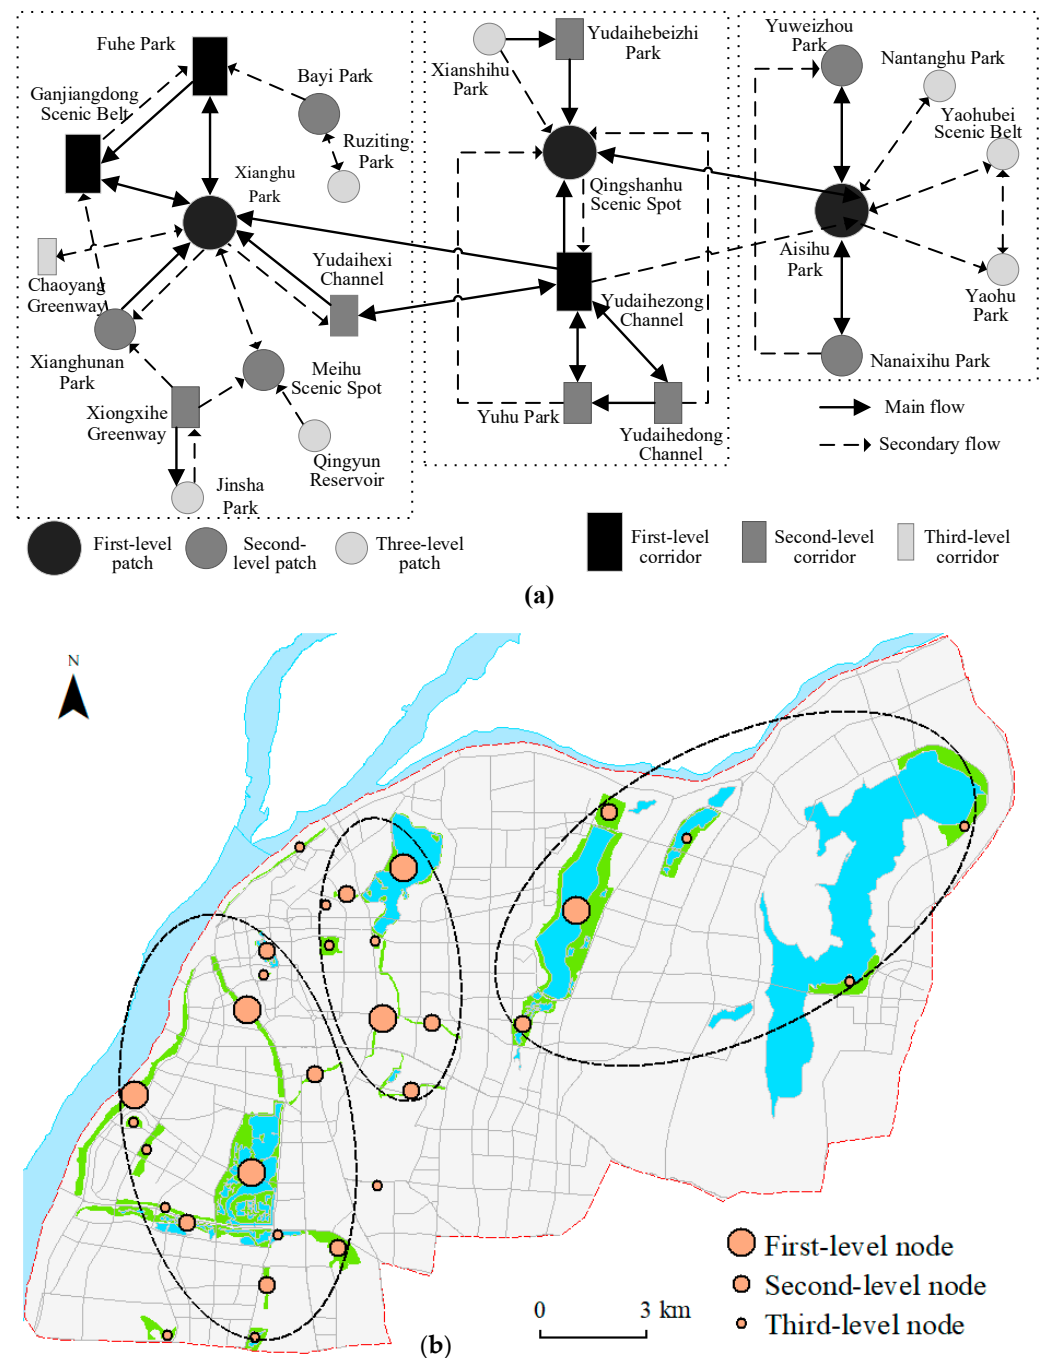 Fuhe Park
Bayi Park
Ganjiangdong
Scenic Belt
Ruziting
Park
Xianghu
Park
Yudaihexi
Channel
Chaoyang
Greenway
Xianghunan
Park
Meihu
Scenic Spot
Xiongxihe
Greenway
Qingyun
Reservoir
Jinsha
Park
Yudaihebeizhi
Park
Xianshihu
Park
Qingshanhu
Scenic Spot
Yudaihezong
Channel
Yuhu Park
Yudaihedong
Channel
Yuweizhou
Park
Nantanghu Park
Yaohubei
Scenic Belt
Aisihu
Park
Yaohu
Park
Nanaixihu Park
Main flow
Secondary flow
First-level
patch
Second-
level patch
Three-level
patch
First-level
corridor
Second-level
corridor
Third-level
corridor
(a)
N
First-level node
Second-level node
Third-level node
0 3 km
(b)